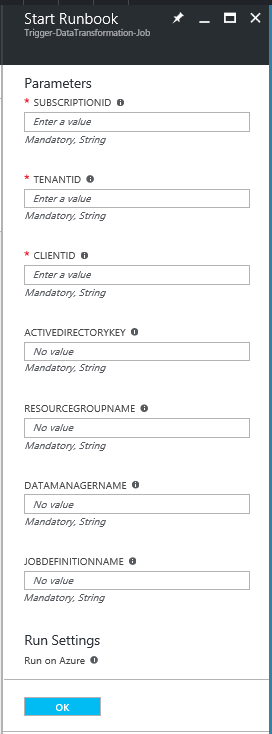 Start Runbook
Trigger-DataTransformation-Job
Parameters
* SUBSCRIPTIONID
Enter a value
Mandatory, String
* TENANTID
Enter a value
Mandatory, String
* CLIENTID
Enter a value
Mandatory, String
ACTIVEDIRECTORYKEY
No value
Mandatory, String
RESOURCEGROUPNAME
No value
Mandatory, String
DATAMANAGERNAME
No value
Mandatory, String
JOBDEFINITIONNAME
No value
Mandatory, String
Run Settings
Run on Azure
OK